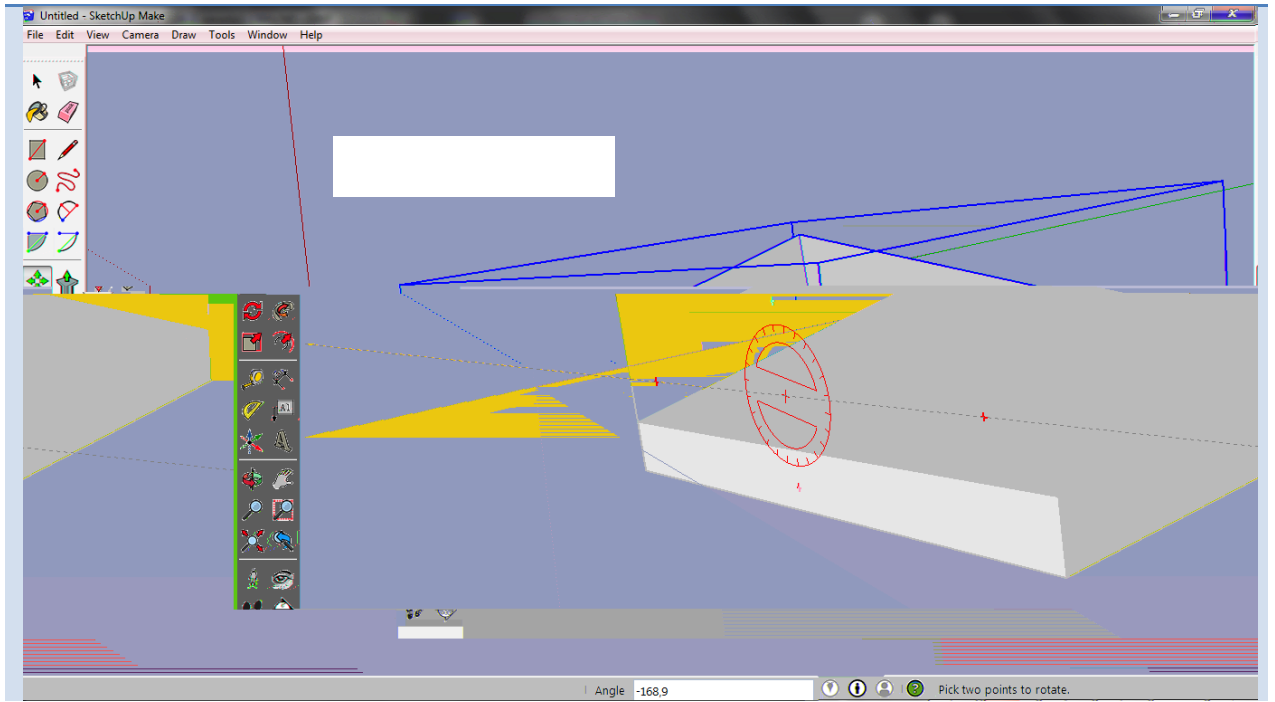 Untitled - SketchUp Make
File Edit View Camera Draw Tools Window Help
A1
Angle -168,9 Pick two points to rotate.